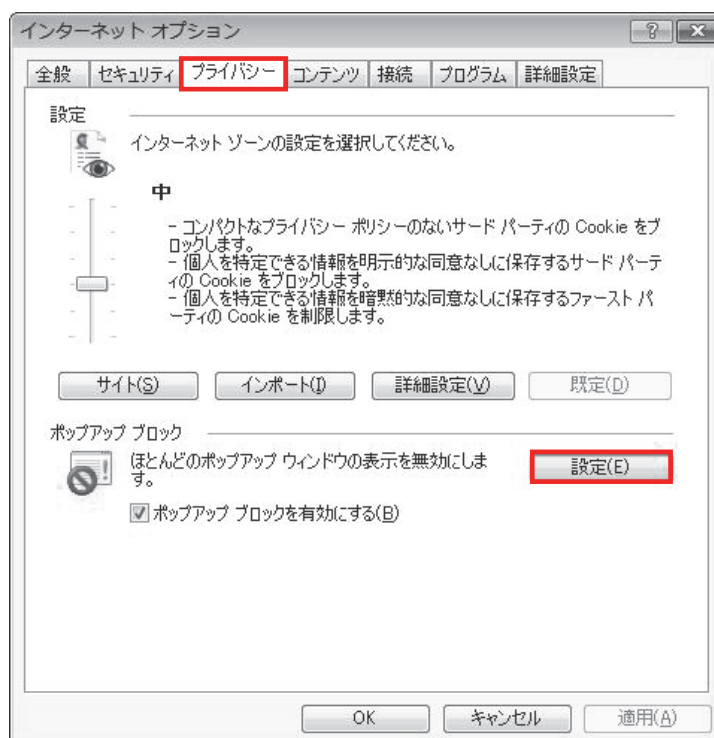 インターネット オプション
全般 セキュリティ プライバシー コンテンツ 接続 プログラム 詳細設定
設定
インターネット ゾーンの設定を選択してください。
中
- コンパクトなプライバシー ポリシーのないサード パーティの Cookie をブ
ロックします。
- 個人を特定できる情報を明示的な同意なしに保存するサード パーテ
ィの Cookie をブロックします。
- 個人を特定できる情報を暗黙的な同意なしに保存するファースト パ
ーティの Cookie を制限します。
サイト(S) インポート(I) 詳細設定(V) 既定(D)
ポップアップ ブロック
ほとんどのポップアップ ウィンドウの表示を無効にしま
す。
設定(E)
ポップアップ ブロックを有効にする(B)
OK キャンセル 適用(A)